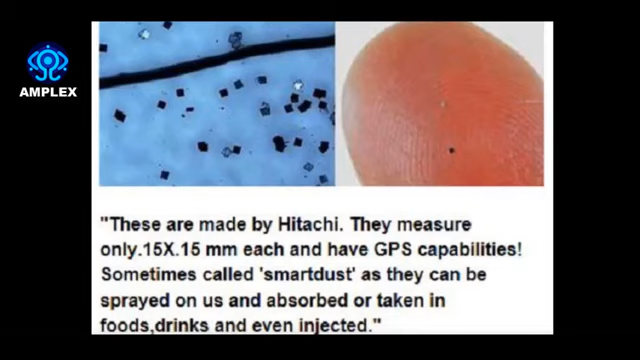 AMPLEX
"These are made by Hitachi. They measure
only.15X.15 mm each and have GPS capabilities!
Sometimes called 'smartdust' as they can be
sprayed on us and absorbed or taken in
foods,drinks and even injected."